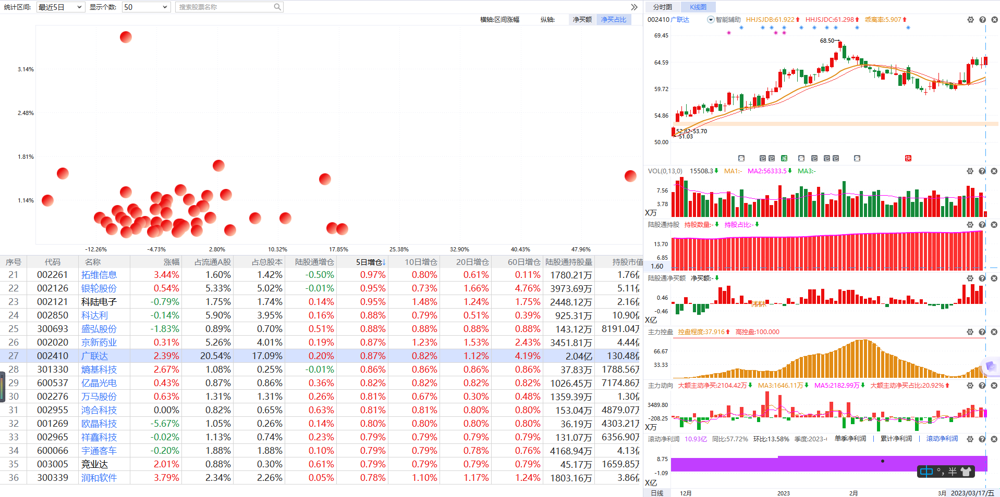 统计区间: 最近5日 显示个数: 50 搜索股票名称
横轴:区间涨幅 纵轴: 净买额 净买占比
3.14%
2.48%
1.81%
1.14%
-12.26% -4.73% 2.80% 10.32% 17.85% 25.38% 32.90% 40.43% 47.96%
序号 代码 名称 涨幅 占流通A股 占总股本 陆股通增仓 5日增仓↓ 10日增仓 20日增仓 60日增仓 陆股通持股量 持股市值
21 002261 拓维信息 3.44% 1.60% 1.42% -0.50% 0.97% 0.80% 0.61% 0.11% 1780.21万 1.76亿
22 002126 银轮股份 0.54% 5.33% 5.02% -0.01% 0.95% 0.73% 1.66% 4.76% 3973.69万 5.11亿
23 002121 科陆电子 -0.79% 1.75% 1.74% 0.14% 0.95% 1.48% 1.24% 1.75% 2448.12万 2.16亿
24 002850 科达利 -0.14% 5.90% 3.95% 0.16% 0.88% 0.79% 0.51% 0.39% 925.31万 10.90亿
25 300693 盛弘股份 -1.83% 0.89% 0.70% 0.51% 0.88% 0.88% 0.88% 0.88% 143.12万 8191.04万
26 002020 京新药业 0.31% 5.26% 4.01% 0.19% 0.87% 1.23% 1.53% 2.43% 3451.81万 4.44亿
27 002410 广联达 2.39% 20.54% 17.09% 0.20% 0.87% 0.82% 1.12% 4.19% 2.04亿 130.48亿
28 301330 熵基科技 2.67% 1.08% 0.25% -0.01% 0.86% 0.86% 0.86% 0.86% 37.83万 1788.56万
29 600537 亿晶光电 0.43% 0.87% 0.86% 0.36% 0.82% 0.82% 0.82% 0.82% 1026.45万 7174.86万
30 002276 万马股份 0.63% 1.31% 1.31% 0.26% 0.81% 0.67% 0.30% 0.48% 1359.39万 1.30亿
31 002955 鸿合科技 0.00% 0.82% 0.65% 0.63% 0.81% 0.81% 0.80% 0.80% 153.04万 4879.07万
32 001269 欧晶科技 -5.67% 1.05% 0.26% 0.14% 0.80% 0.80% 0.80% 0.80% 36.19万 4303.21万
33 002965 祥鑫科技 -0.02% 1.13% 0.74% 0.23% 0.79% 0.79% 0.79% 0.79% 131.07万 6356.90万
34 600066 宇通客车 -0.20% 1.88% 1.88% 0.10% 0.79% 0.79% 0.78% 0.76% 4168.94万 4.13亿
35 003005 竞业达 2.01% 0.88% 0.30% 0.61% 0.79% 0.79% 0.79% 0.79% 45.17万 1659.85万
36 300339 润和软件 3.79% 2.34% 2.26% 0.05% 0.78% 1.10% 1.17% 1.24% 1803.16万 3.86亿
分时图 K线图
002410 广联达 智能辅助 HHJSJDB:61.922⬆ HHJSJDC:61.298⬆ 乖离率:5.907⬆
69.45
68.50→
64.59
59.72
54.86
52.82-53.70
51.03
50.00
减 快
VOL(0,13,0) 15508.3⬇ MA1:- MA2:56333.5⬇ MA3:-
7.56
3.78
X万
陆股通持股 持股数量:-⬇ 持股占比:-⬇
13.70
6.85
1.60
陆股通净买额 净买额:-⬇
0.46
-0.46
X亿
主力控盘 控盘程度:37.916⬆ 高控盘:100.000
66.67
33.33
主力动向 大额主动净买:2104.42万⬇ MA3:1646.11万⬇ MA5:2182.99万⬇ 大额主动净买占比:20.92%⬆
3489.80
-208.25
X万
滚动净利润 10.93亿 同比:57.72% 环比:13.58% 季度:2023- 单季净利润 | 累计净利润 | 滚动净利润
8.75
-1.09
X亿
中 °, 半
日线 12月 2023 2月 3月 2023/03/17/五